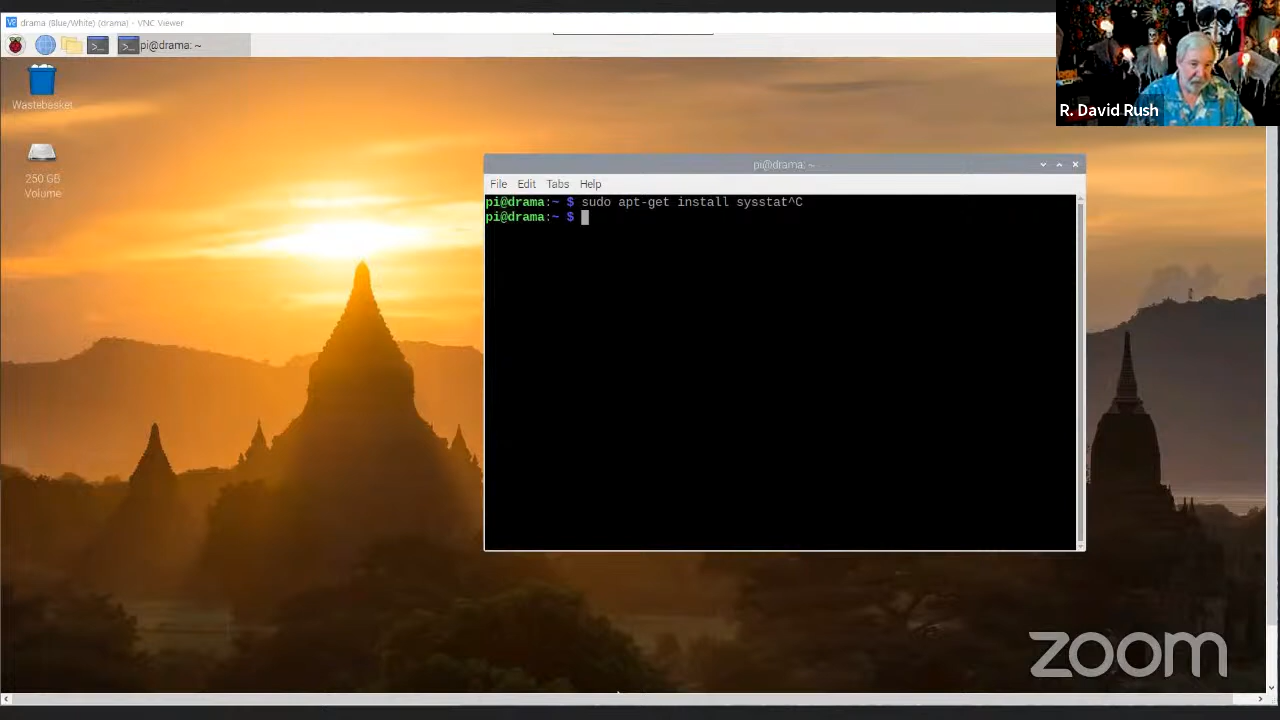 drama (Blue/White) (drama) - VNC Viewer
pi@drama: ~
Wastebasket
250 GB
Volume
R. David Rush
pi@drama: ~
File Edit Tabs Help
pi@drama:~ $ sudo apt-get install sysstat^C
pi@drama:~ $
zoom